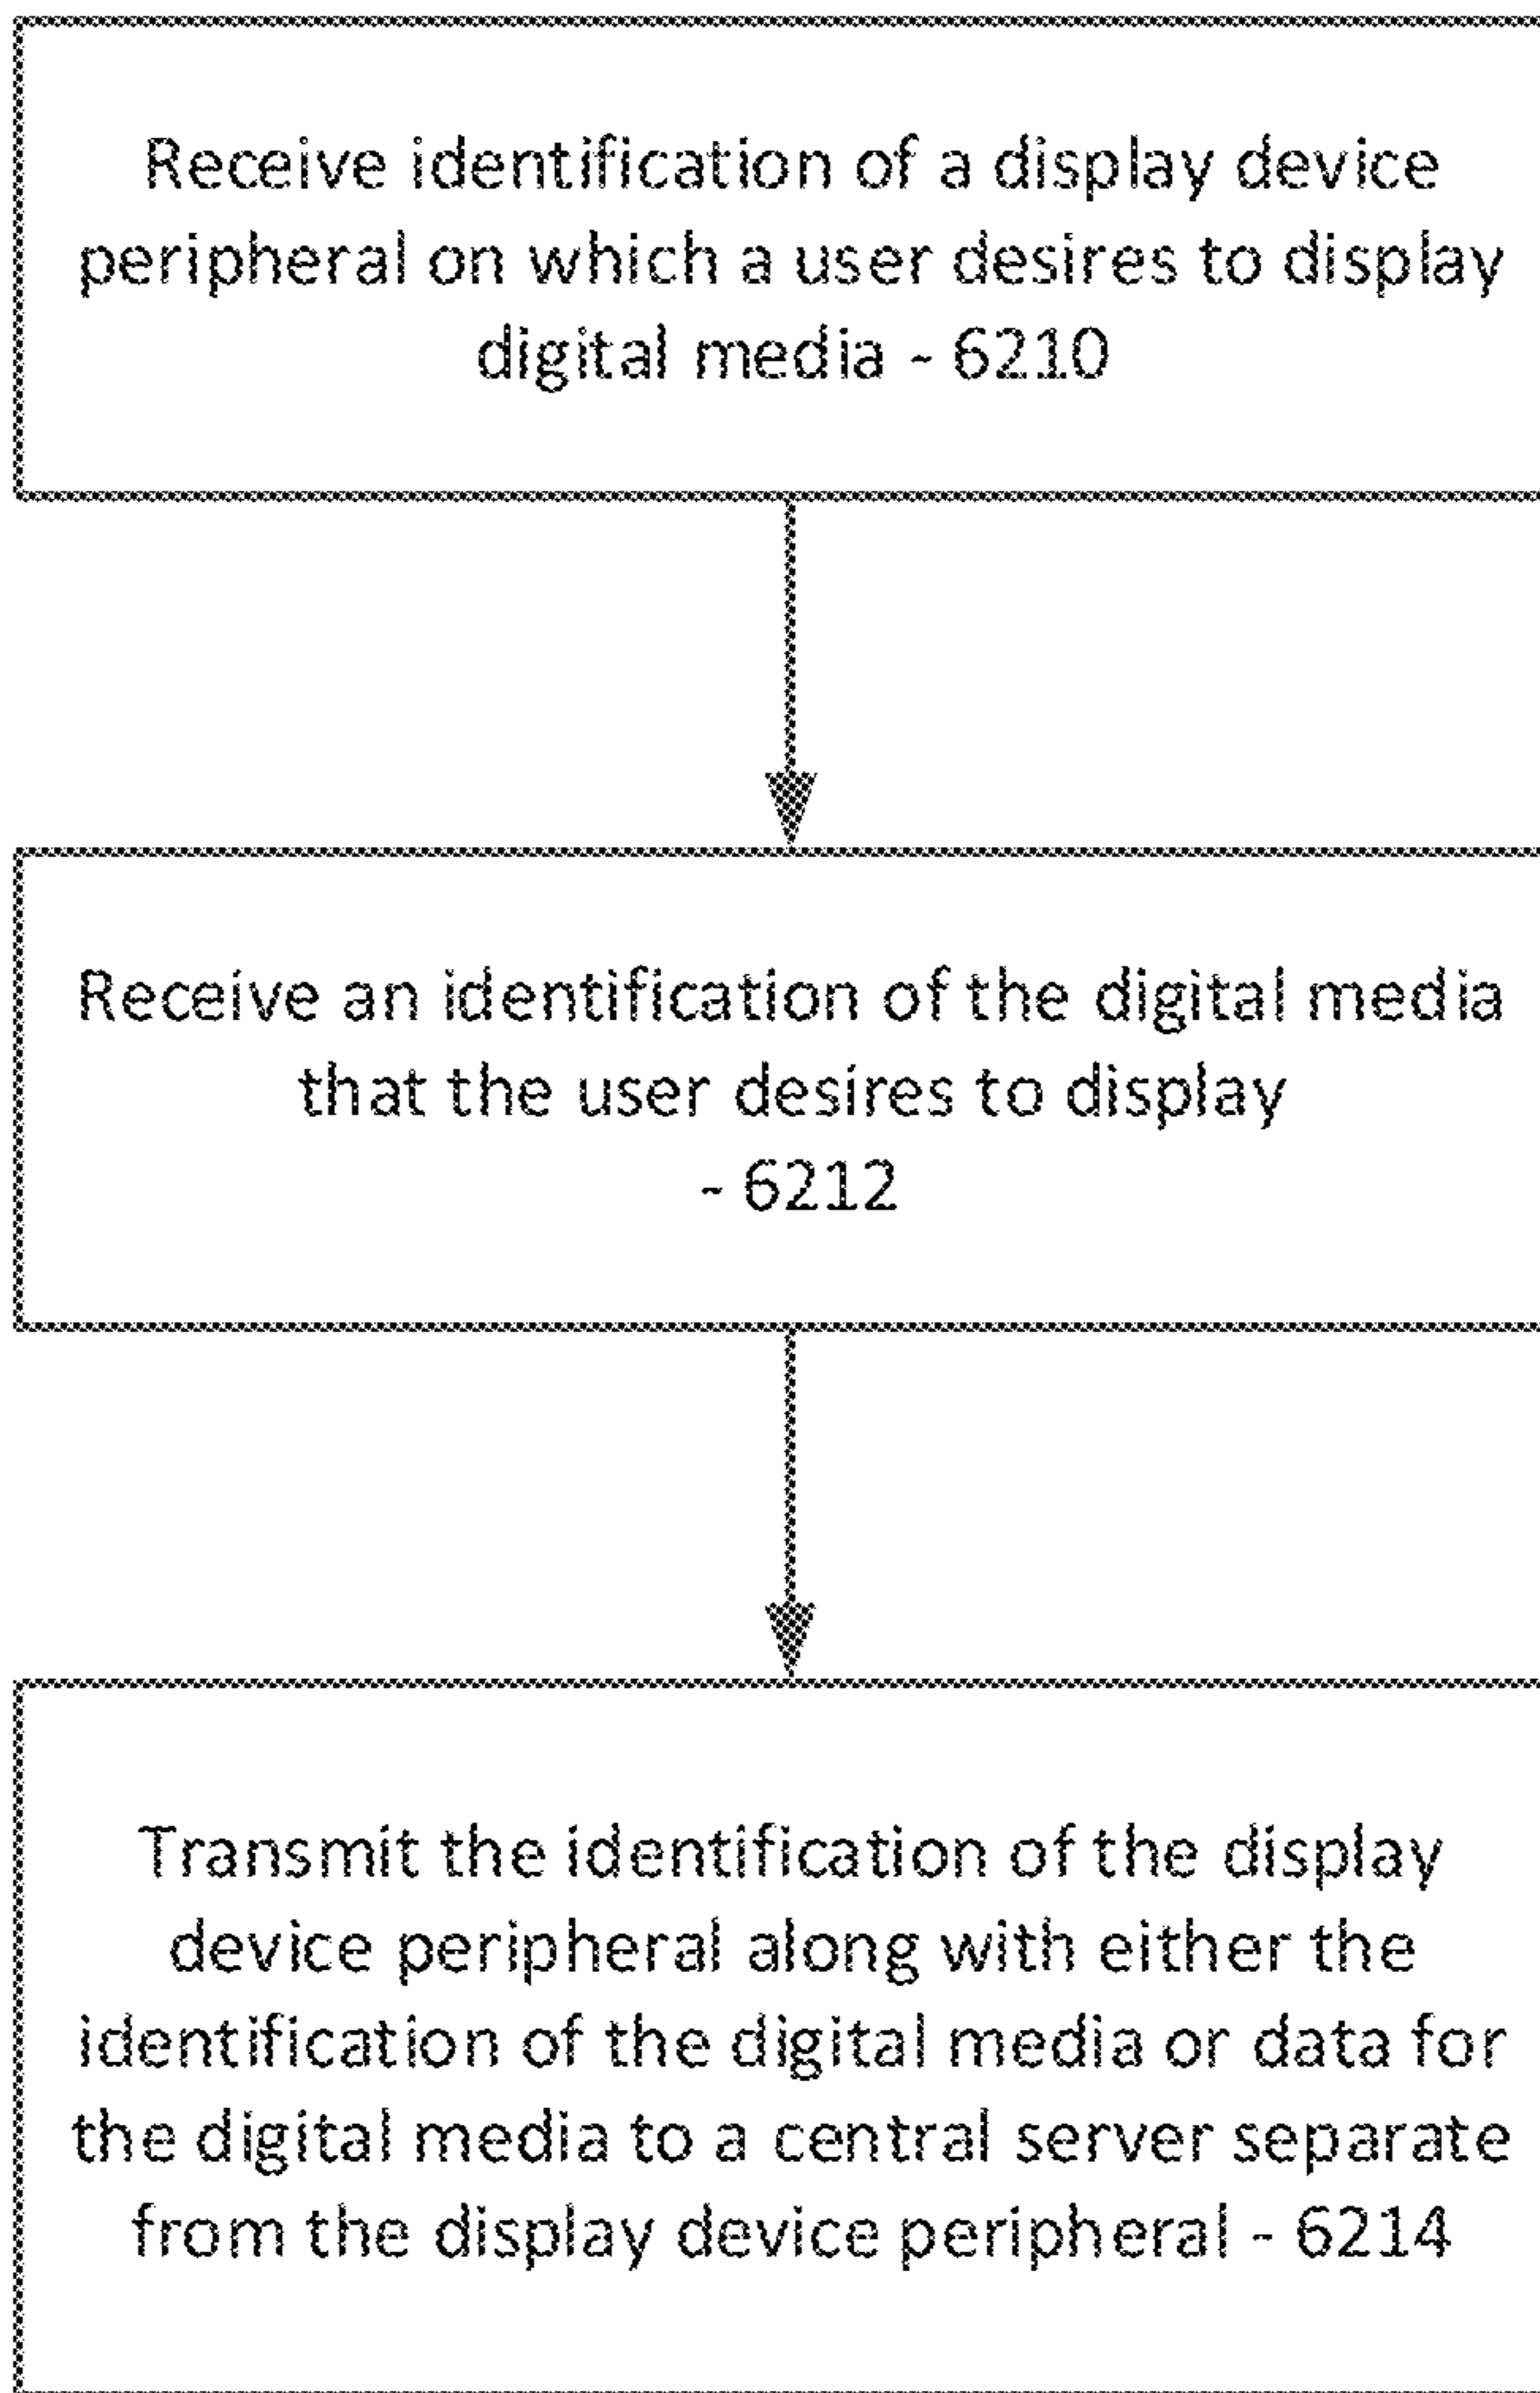 Receive identification of a display device
peripheral on which a user desires to display
digital media - 6210
Receive an identification of the digital media
that the user desires to display
- 6212
Transmit the identification of the display
device peripheral along with either the
identification of the digital media or data for
the digital media to a central server separate
from the display device peripheral - 6214